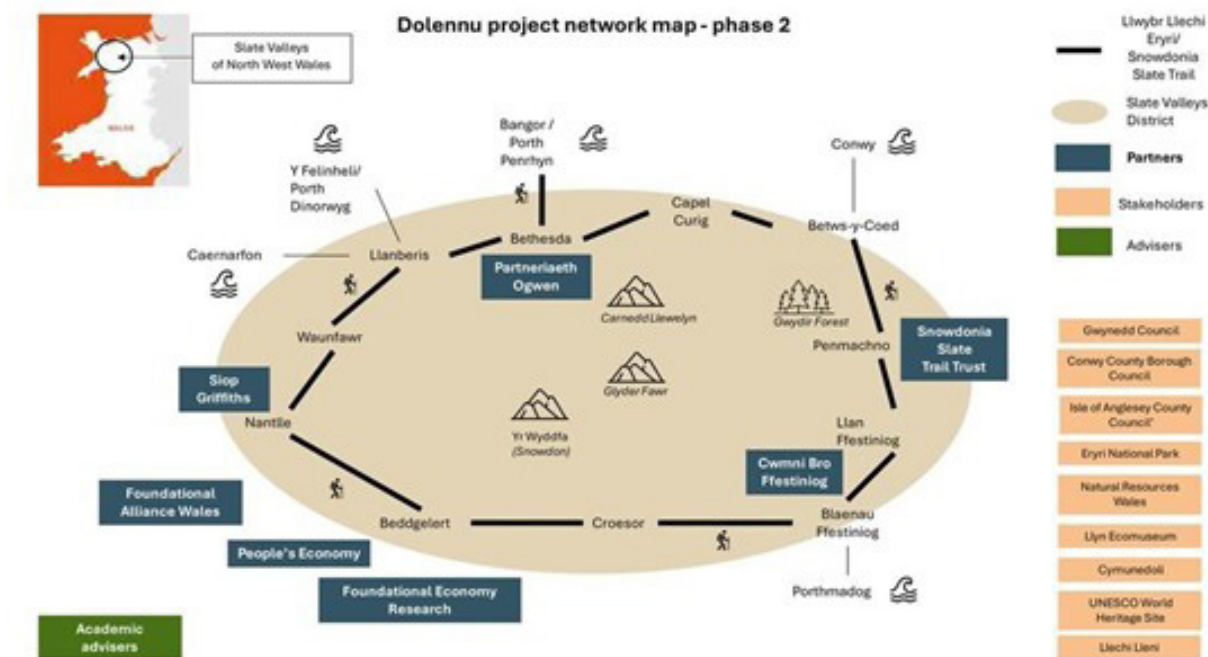 Dolennu project network map - phase 2
Slate Valleys
of North West Wales
WALES
Llwybr Llechi
Eryri/
Snowdonia
Slate Trail
Slate Valleys
District
Partners
Stakeholders
Advisers
Bangor /
Porth
Penrhyn
Conwy
Y Felinheli/
Porth
Dinorwyg
Capel
Curig
Betws-y-Coed
Caernarfon
Llanberis
Bethesda
Partneriaeth
Ogwen
Carnedd Llewelyn
Gwydir Forest
Waunfawr
Penmachno
Snowdonia
Slate
Trail Trust
Siop
Griffiths
Glyder Fawr
Nantlle
Yr Wyddfa
(Snowdon)
Llan
Ffestiniog
Cwmni Bro
Ffestiniog
Foundational
Alliance Wales
Beddgelert
Croesor
Blaenau
Ffestiniog
People's Economy
Foundational Economy
Research
Porthmadog
Academic
advisers
Gwynedd Council
Conwy County Borough
Council
Isle of Anglesey County
Council'
Eryri National Park
Natural Resources
Wales
Llyn Ecomuseum
Cymunedoli
UNESCO World
Heritage Site
Llechi Lleni